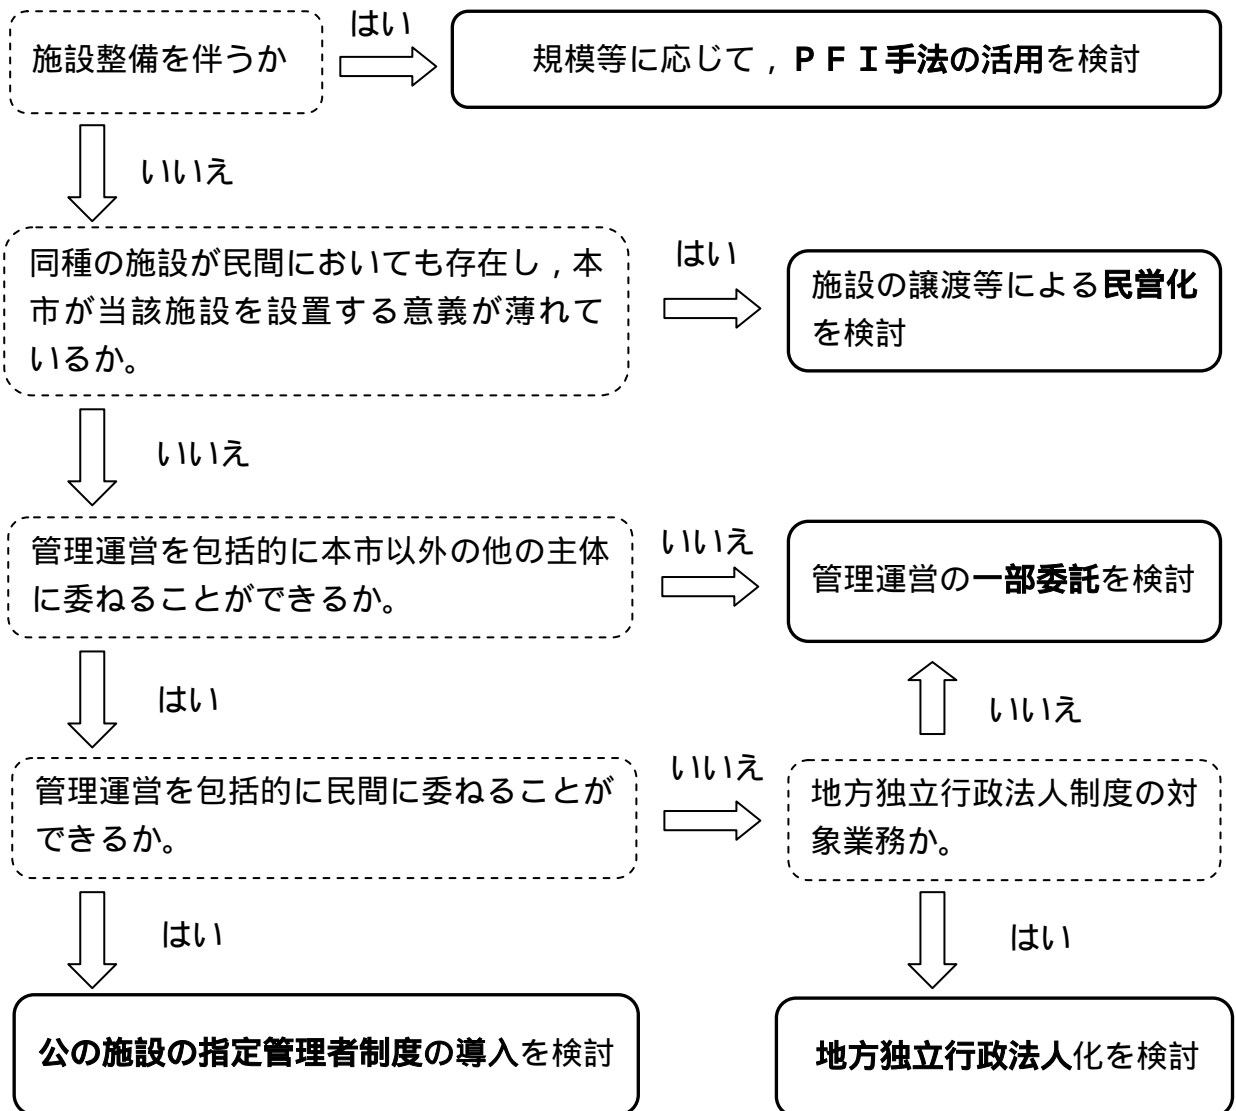 はい
施設整備を伴うか
規模等に応じて，ＰＦＩ手法の活用を検討
いいえ
同種の施設が民間においても存在し，本
市が当該施設を設置する意義が薄れて
いるか。
はい
施設の譲渡等による民営化
を検討
いいえ
管理運営を包括的に本市以外の他の主体
に委ねることができるか。
いいえ
管理運営の一部委託を検討
はい
いいえ
管理運営を包括的に民間に委ねることが
できるか。
いいえ
地方独立行政法人制度の対
象業務か。
はい
はい
公の施設の指定管理者制度の導入を検討
地方独立行政法人化を検討